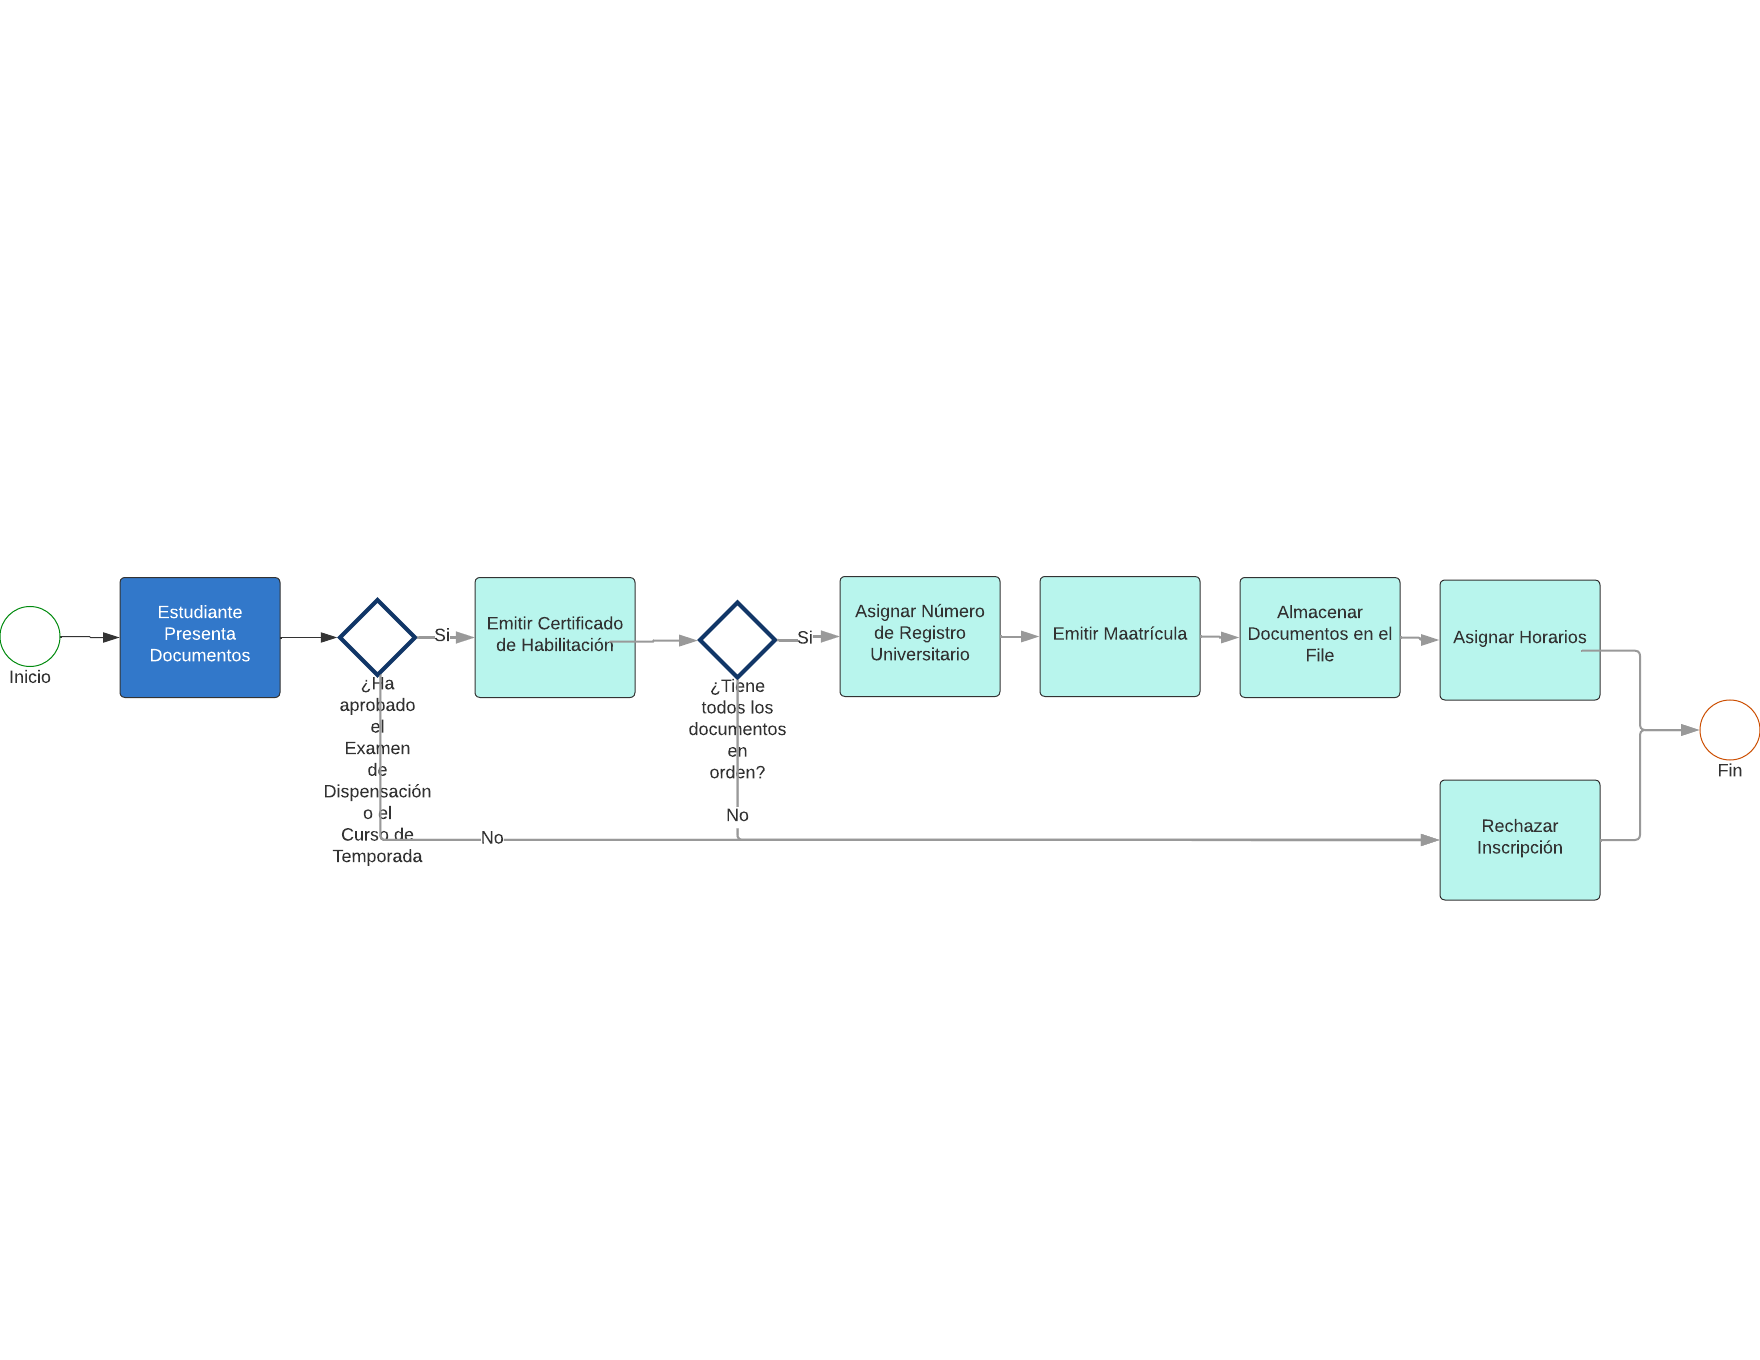 Inicio
Estudiante
Presenta
Documentos
¿Ha
aprobado
el
Examen
de
Dispensación
o el
Curso de
Temporada
Si
No
Emitir Certificado
de Habilitación
¿Tiene
todos los
documentos
en
orden?
Si
No
Asignar Número
de Registro
Universitario
Emitir Maatrícula
Almacenar
Documentos en el
File
Asignar Horarios
Rechazar
Inscripción
Fin